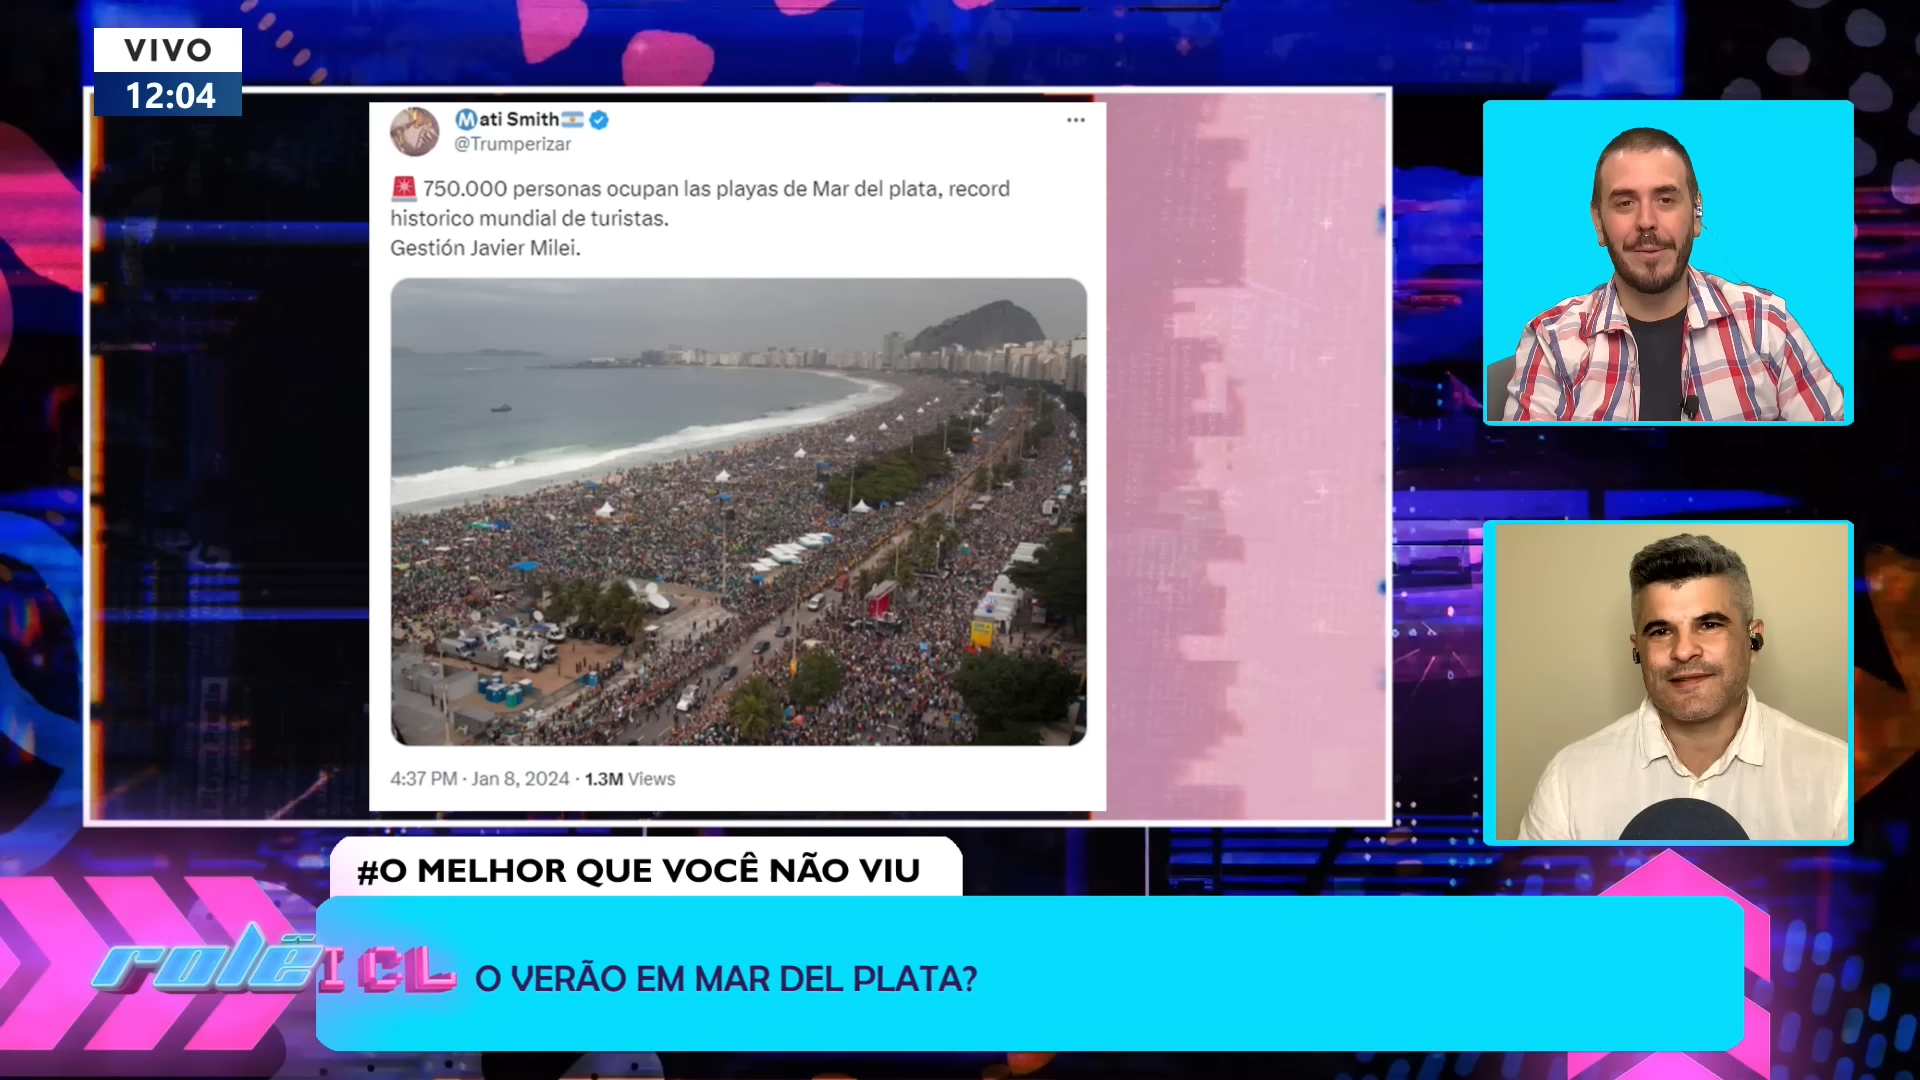 VIVO
12:04
Mati Smith
@Trumperizar
750.000 personas ocupan las playas de Mar del plata, record
historico mundial de turistas.
Gestión Javier Milei.
4:37 PM · Jan 8, 2024 · 1.3M Views
#O MELHOR QUE VOCÊ NÃO VIU
rolê ICL
O VERÃO EM MAR DEL PLATA?